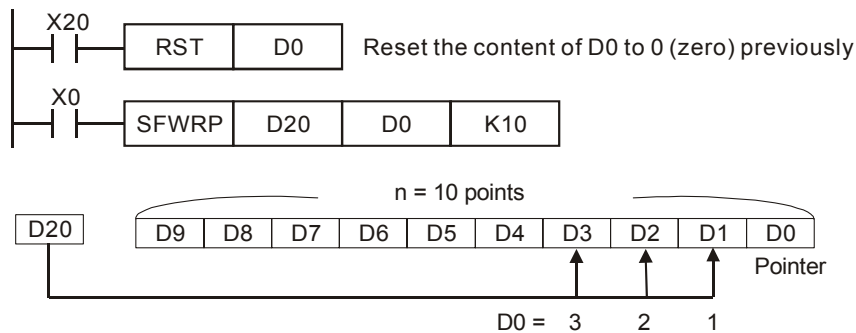 X20
RST D0 Reset the content of D0 to 0 (zero) previously
X0
SFWRP D20 D0 K10
n = 10 points
D20 D9 D8 D7 D6 D5 D4 D3 D2 D1 D0
Pointer
D0 = 3 2 1